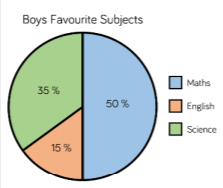 Boys Favourite Subjects
35 %
50 %
15 %
Maths
English
Science